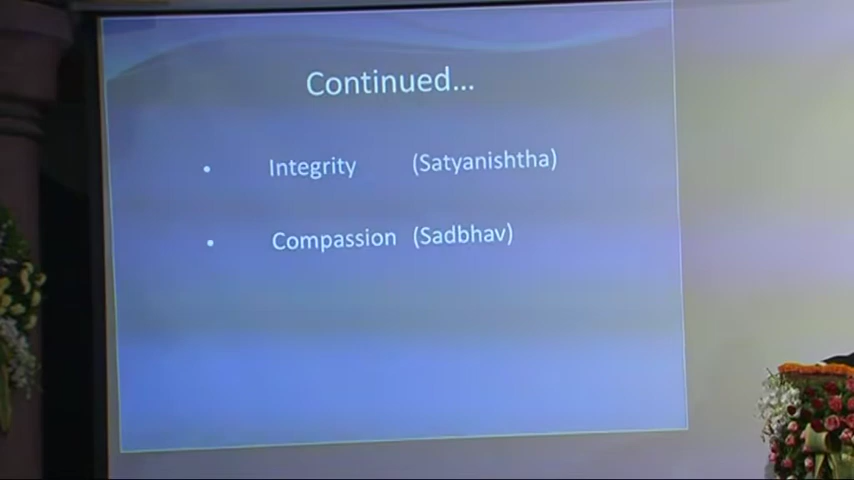 Continued...
• Integrity (Satyanishtha)
• Compassion (Sadbhav)